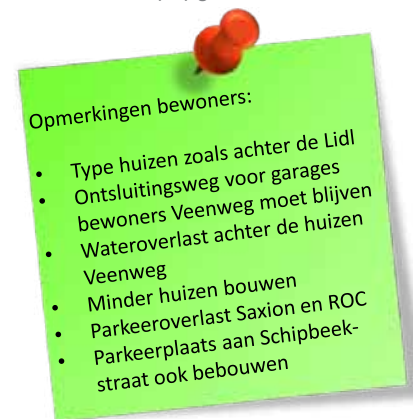 Opmerkingen bewoners:
• Type huizen zoals achter de Lidl
• Ontsluitingsweg voor garages
bewoners Veenweg moet blijven
• Wateroverlast achter de huizen
Veenweg
• Minder huizen bouwen
• Parkeeroverlast Saxion en ROC
• Parkeerplaats aan Schipbeek-
straat ook bebouwen